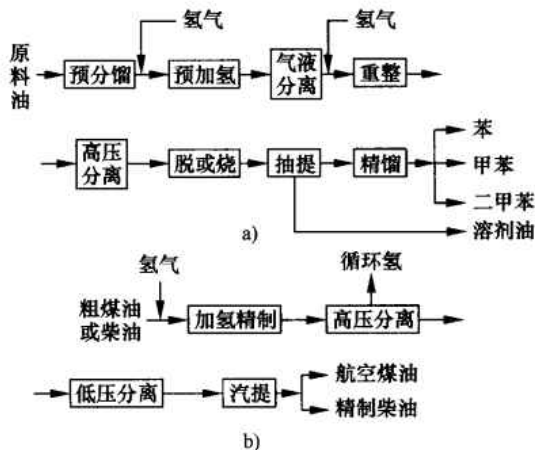 氢气
氢气
原料油
预分馏
预加氢
气液分离
重整
高压分离
脱或烧
抽提
精馏
苯
甲苯
二甲苯
溶剂油
a)
氢气
循环氢
粗煤油
或柴油
加氢精制
高压分离
低压分离
汽提
航空煤油
精制柴油
b)